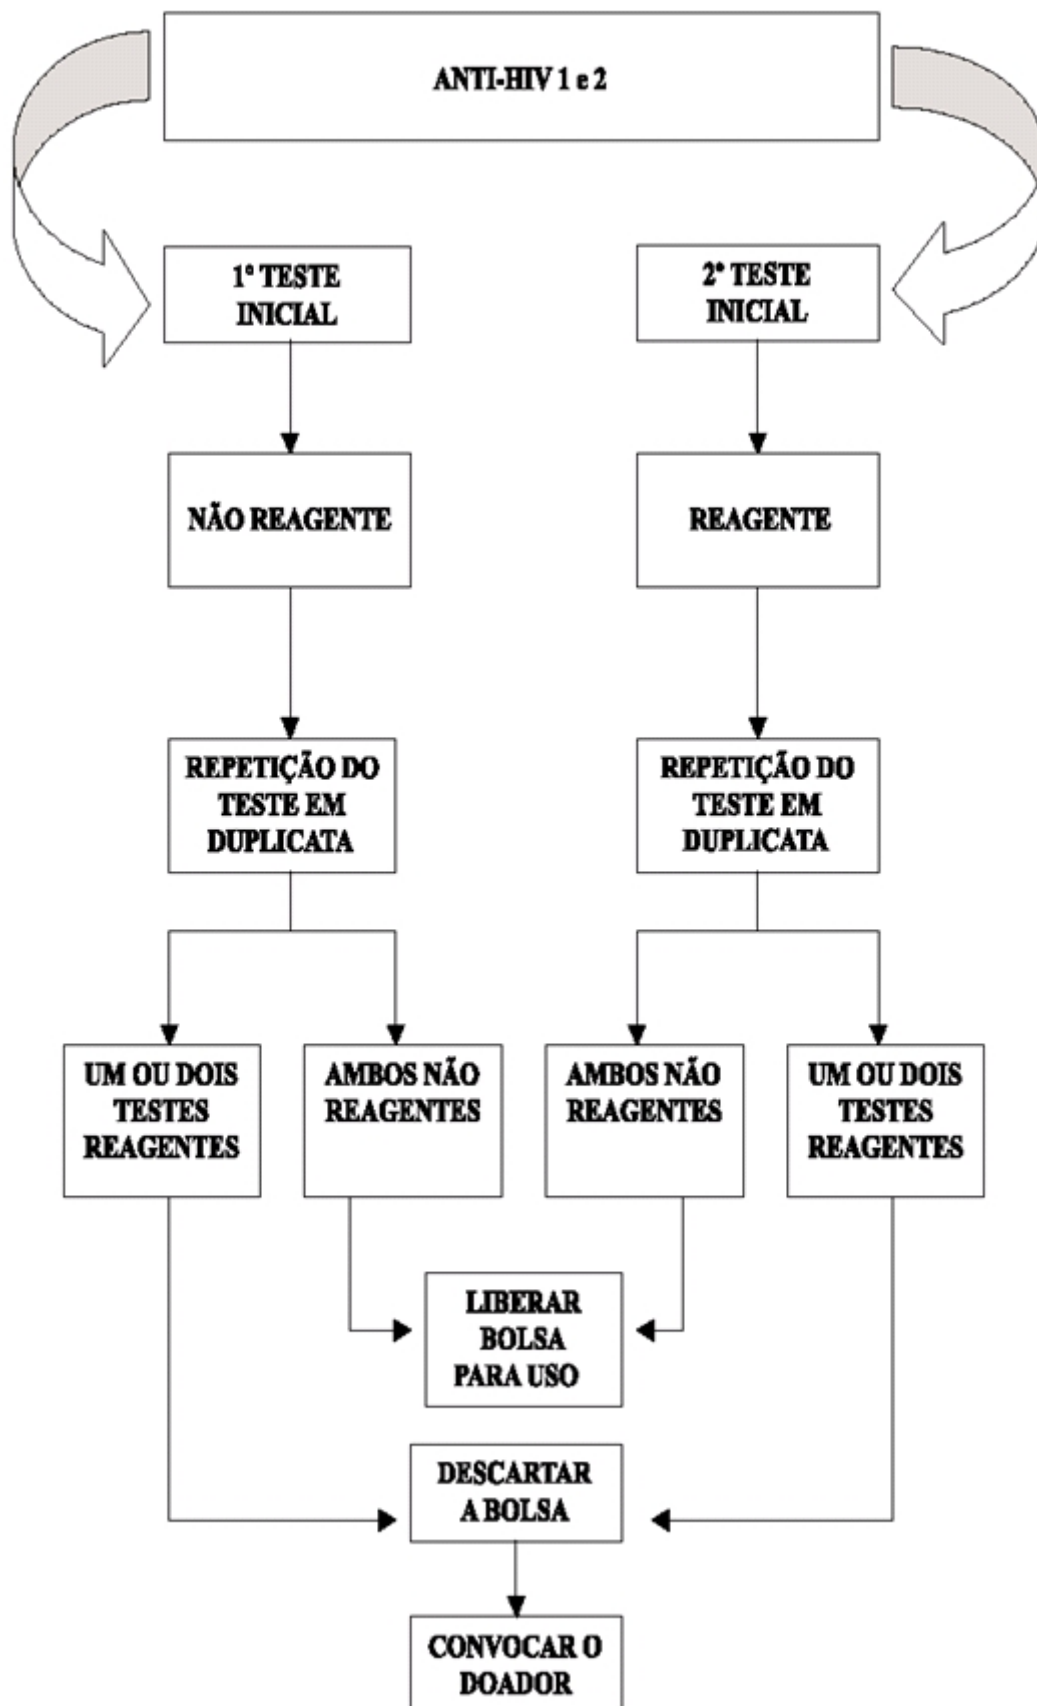 ANTI-HIV 1 e 2
1º TESTE
INICIAL
2º TESTE
INICIAL
NÃO REAGENTE
REAGENTE
REPETIÇÃO DO
TESTE EM
DUPLICATA
REPETIÇÃO DO
TESTE EM
DUPLICATA
UM OU DOIS
TESTES
REAGENTES
AMBOS NÃO
REAGENTES
AMBOS NÃO
REAGENTES
UM OU DOIS
TESTES
REAGENTES
LIBERAR
BOLSA
PARA USO
DESCARTAR
A BOLSA
CONVOCAR O
DOADOR